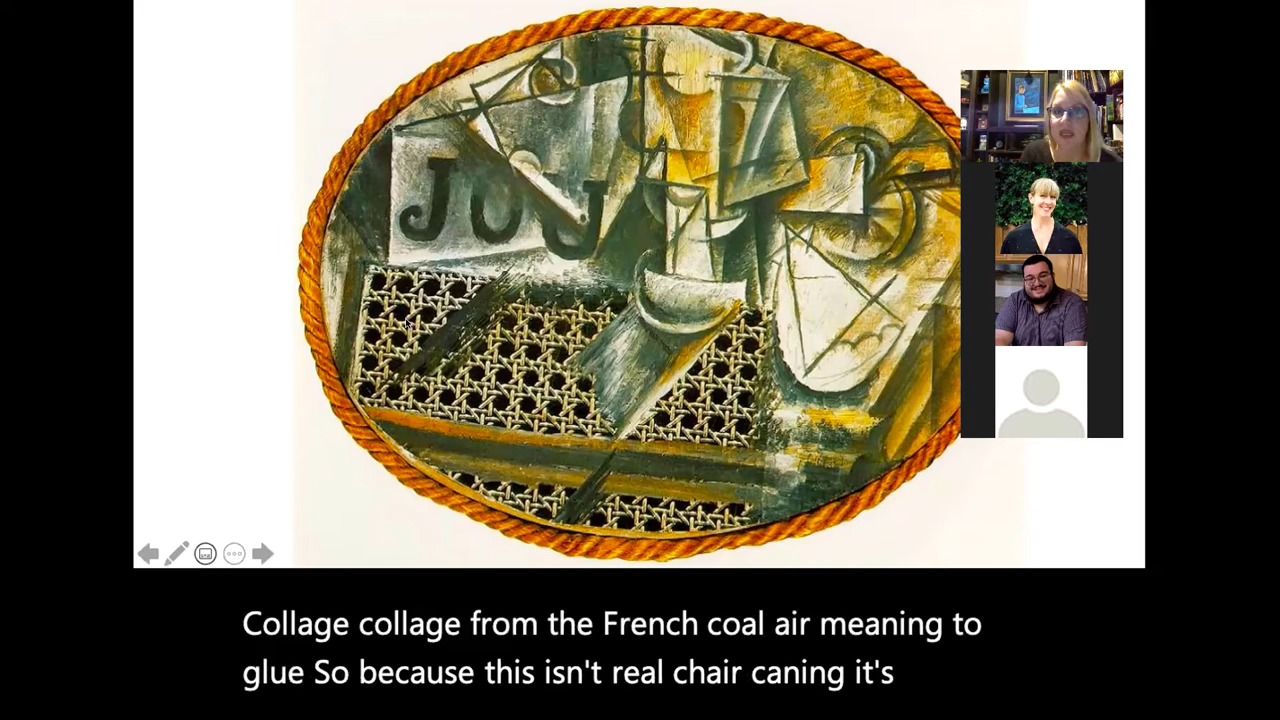 JOU
Collage collage from the French coal air meaning to
glue So because this isn't real chair caning it's